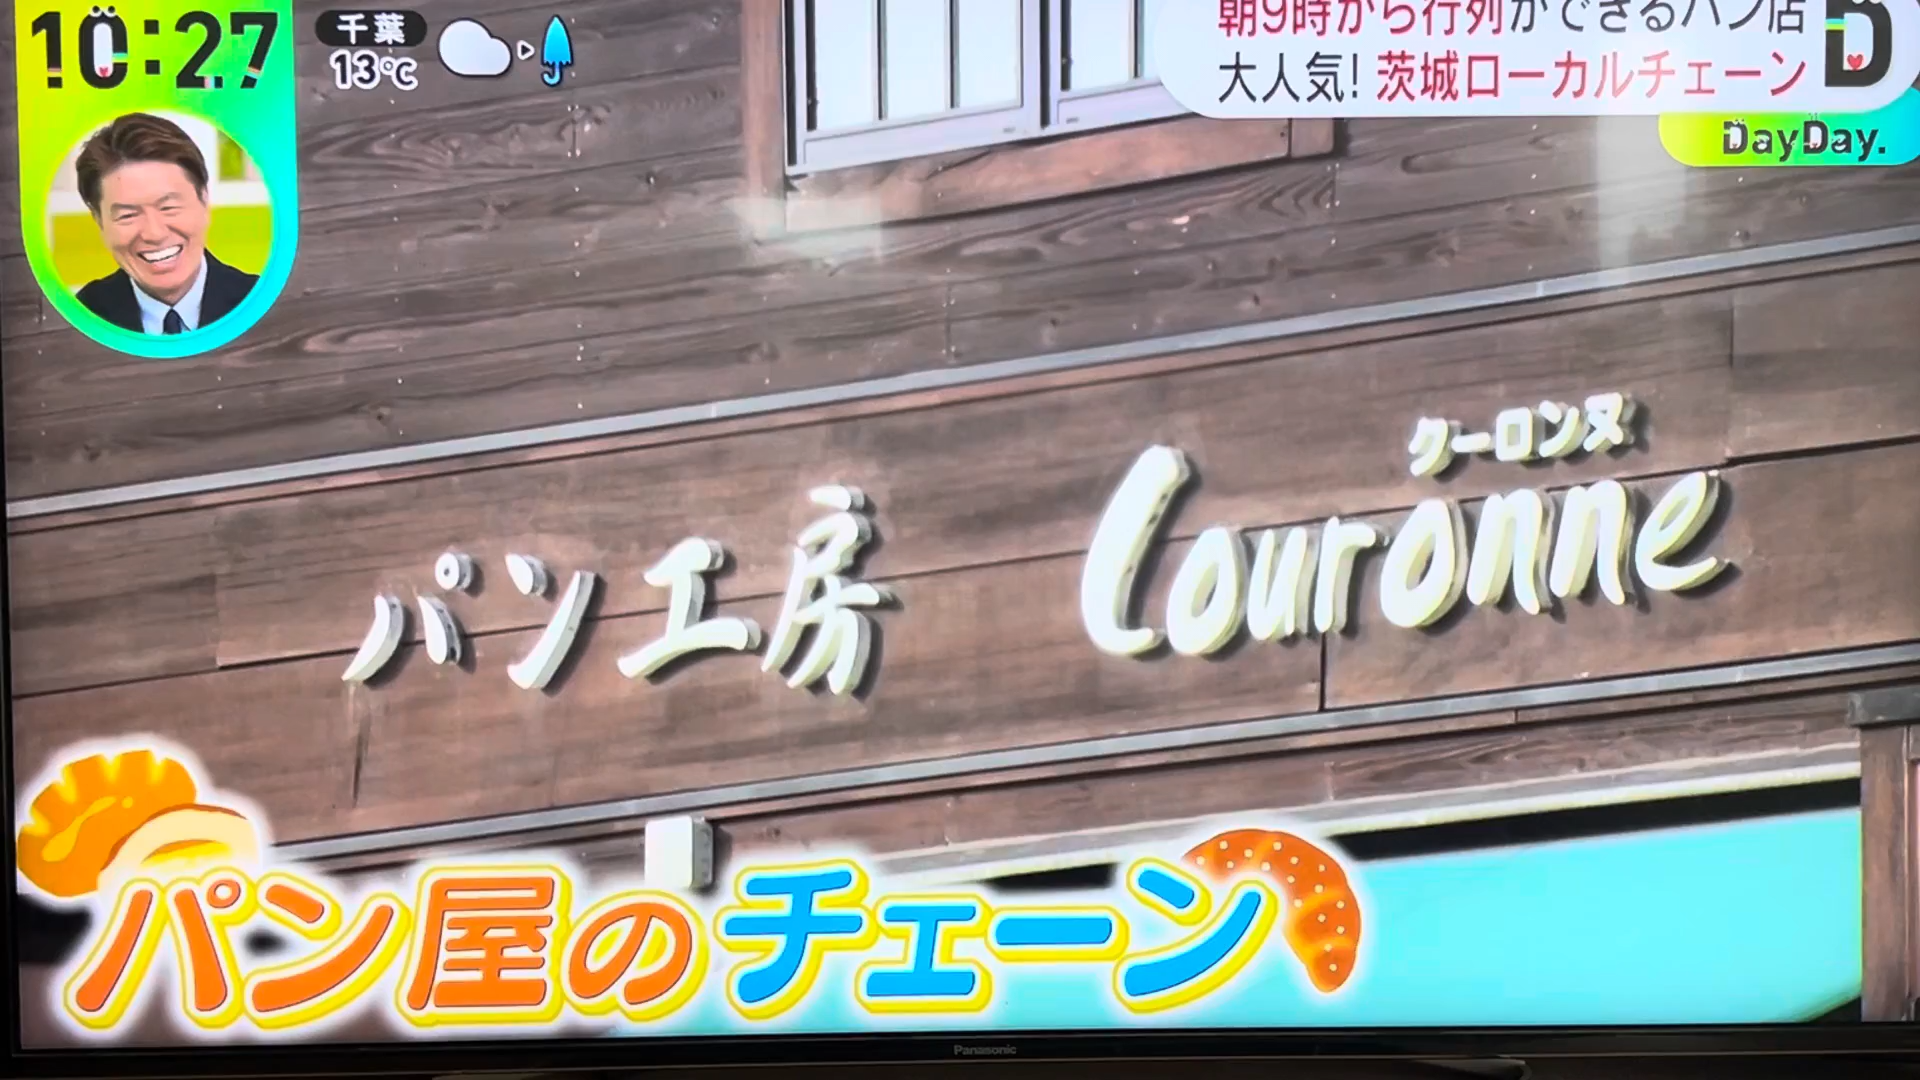 10:27
千葉
13℃
朝9時から行列ができるパン店
大人気!茨城ローカルチェーン
D
DayDay.
クーロンヌ
パン工房 Couronne
パン屋のチェーン
Panasonic